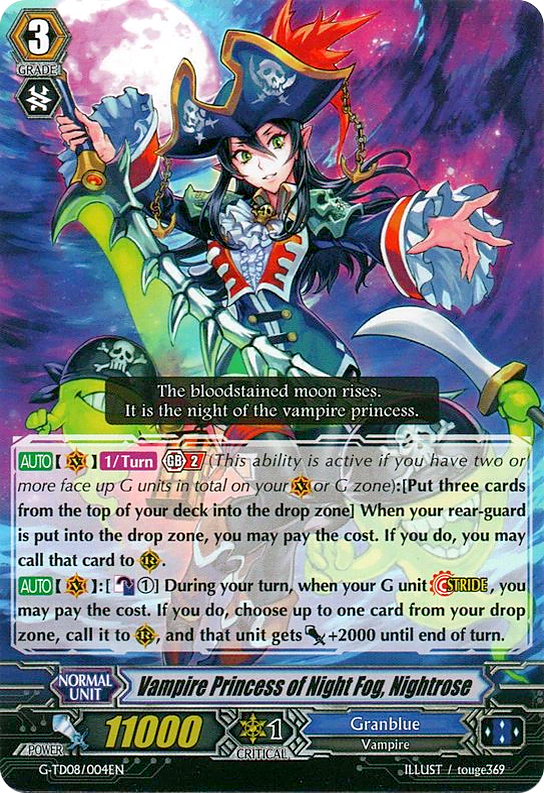 3
GRADE
The bloodstained moon rises.
It is the night of the vampire princess.
AUTO【 】1/Turn GB 2 (This ability is active if you have two or
more face up G units in total on your or G zone):[Put three cards
from the top of your deck into the drop zone] When your rear-guard
is put into the drop zone, you may pay the cost. If you do, you may
call that card to R.
AUTO【 】:[ ①] During your turn, when your G unit STRIDE, you
may pay the cost. If you do, choose up to one card from your drop
zone, call it to R, and that unit gets +2000 until end of turn.
NORMAL
UNIT
Vampire Princess of Night Fog, Nightrose
POWER
11000
1
CRITICAL
Granblue
Vampire
G-TD08/004EN
ILLUST / touge369